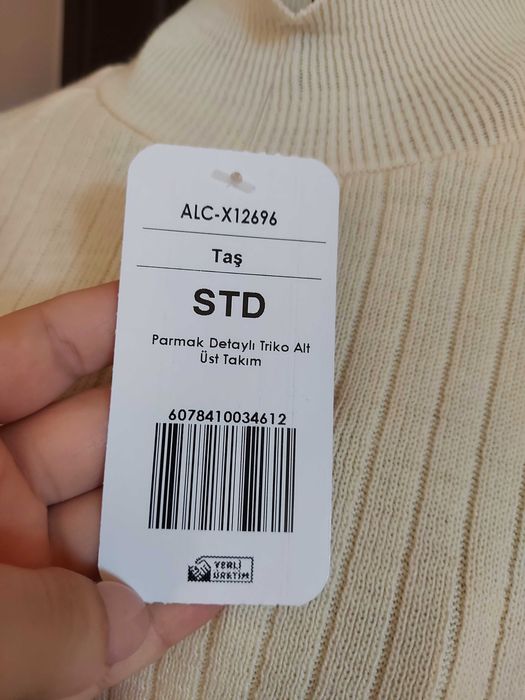 ALC-X12696
Taş
STD
Parmak Detaylı Triko Alt
Üst Takım
6078410034612
YERLİ
ÜRETİM